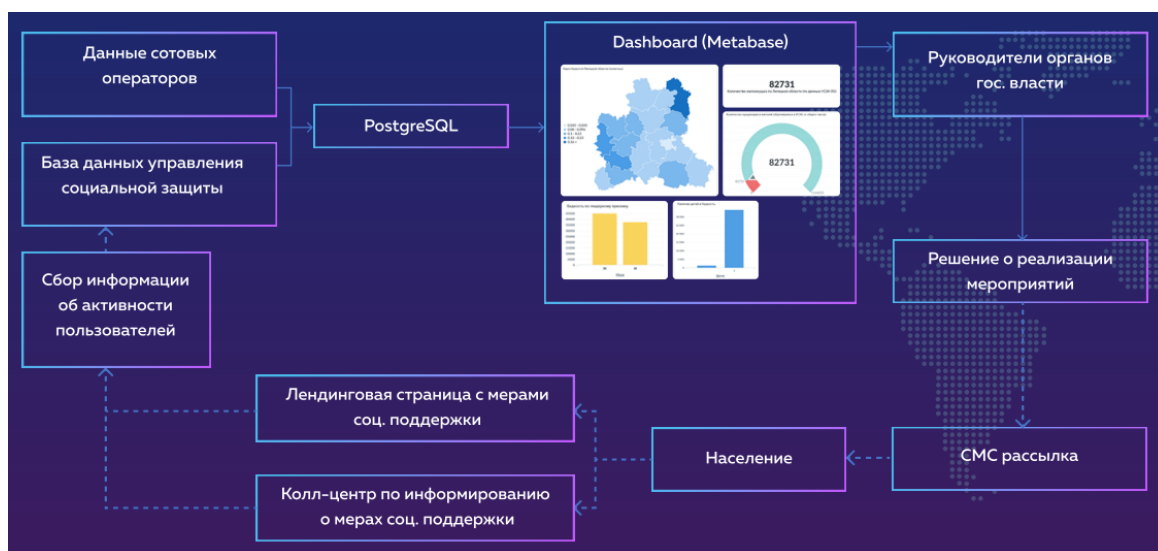 Данные сотовых
операторов
База данных управления
социальной защиты
Сбор информации
об активности
пользователей
PostgreSQL
Dashboard (Metabase)
82731
82731
Руководители органов
гос. власти
Решение о реализации
мероприятий
СМС рассылка
Население
Лендинговая страница с мерами
соц. поддержки
Колл-центр по информированию
о мерах соц. поддержки